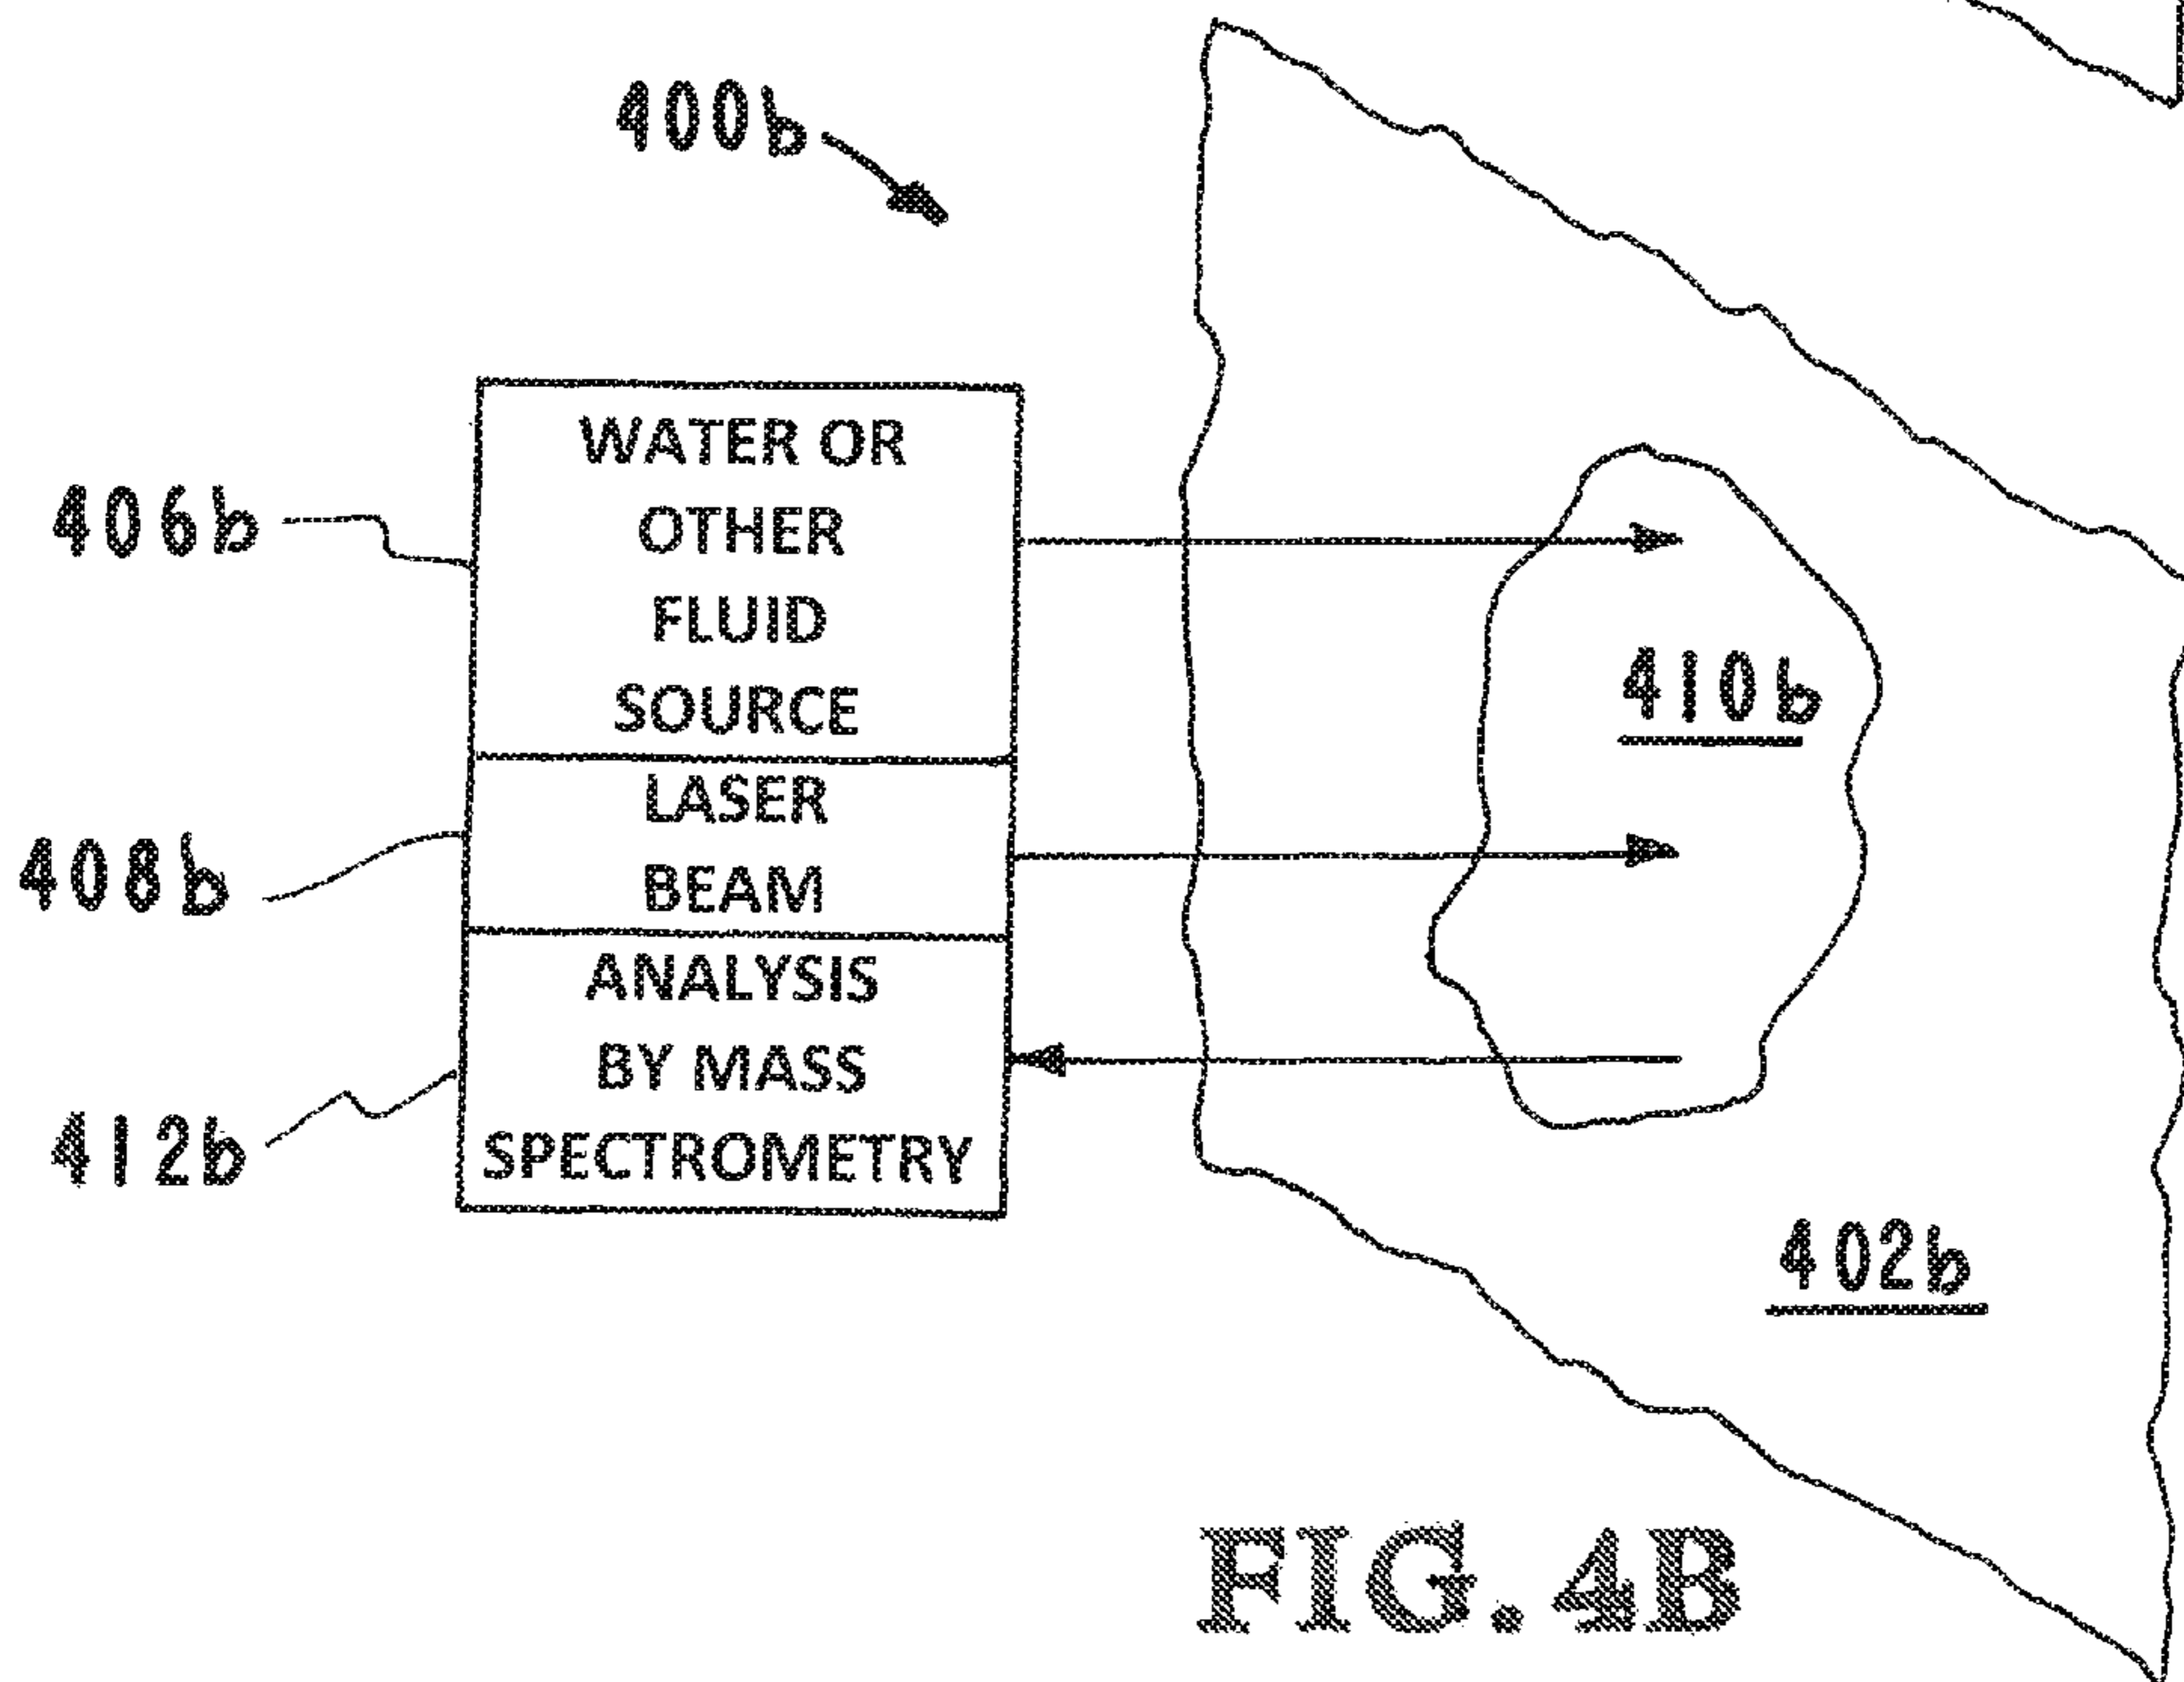 400b
WATER OR
OTHER
FLUID
SOURCE
406b
410b
LASER
BEAM
408b
ANALYSIS
BY MASS
SPECTROMETRY
412b
402b
FIG. 4B